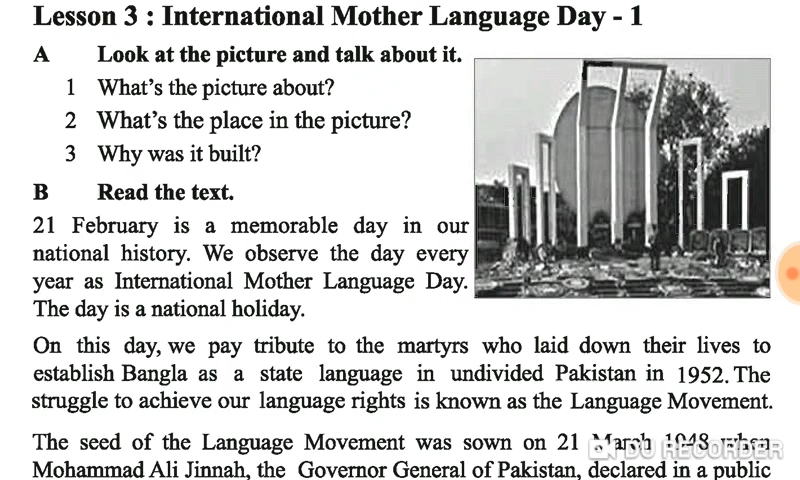 Lesson 3 : International Mother Language Day - 1
A Look at the picture and talk about it.
1 What's the picture about?
2 What's the place in the picture?
3 Why was it built?
B Read the text.
21 February is a memorable day in our
national history. We observe the day every
year as International Mother Language Day.
The day is a national holiday.
On this day, we pay tribute to the martyrs who laid down their lives to
establish Bangla as a state language in undivided Pakistan in 1952. The
struggle to achieve our language rights is known as the Language Movement.
The seed of the Language Movement was sown on 21 March 1948 when
Mohammad Ali Jinnah, the Governor General of Pakistan, declared in a public
DU RECORDER